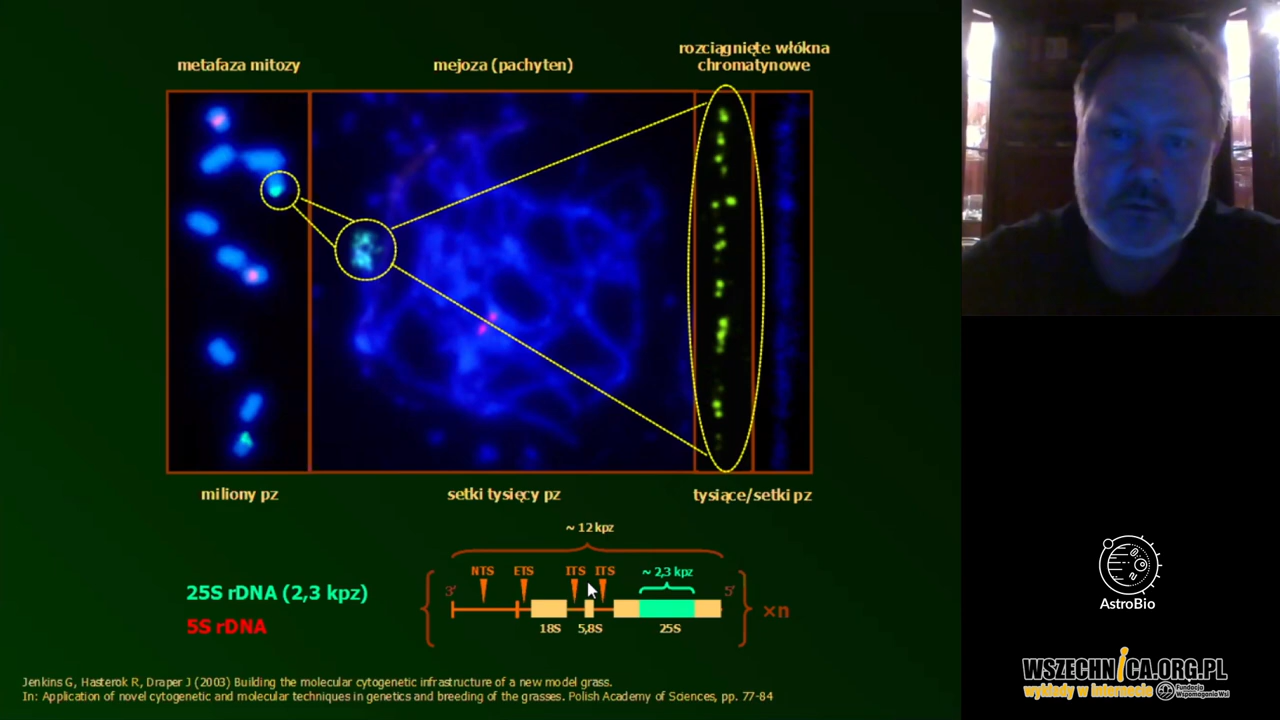 metafaza mitozy
mejoza (pachyten)
rozciągnięte włókna
chromatynowe
miliony pz
setki tysięcy pz
tysiące/setki pz
~ 12 kpz
NTS ETS ITS ITS ~ 2,3 kpz
3' 5'
×n
18S 5,8S 25S
25S rDNA (2,3 kpz)
5S rDNA
Jenkins G, Hasterok R, Draper J (2003) Building the molecular cytogenetic infrastructure of a new model grass.
In: Application of novel cytogenetic and molecular techniques in genetics and breeding of the grasses. Polish Academy of Sciences, pp. 77-84
AstroBio
WSZECHNICA.ORG.PL
wykłady w internecie
Fundacja
Wspomagania Wsi